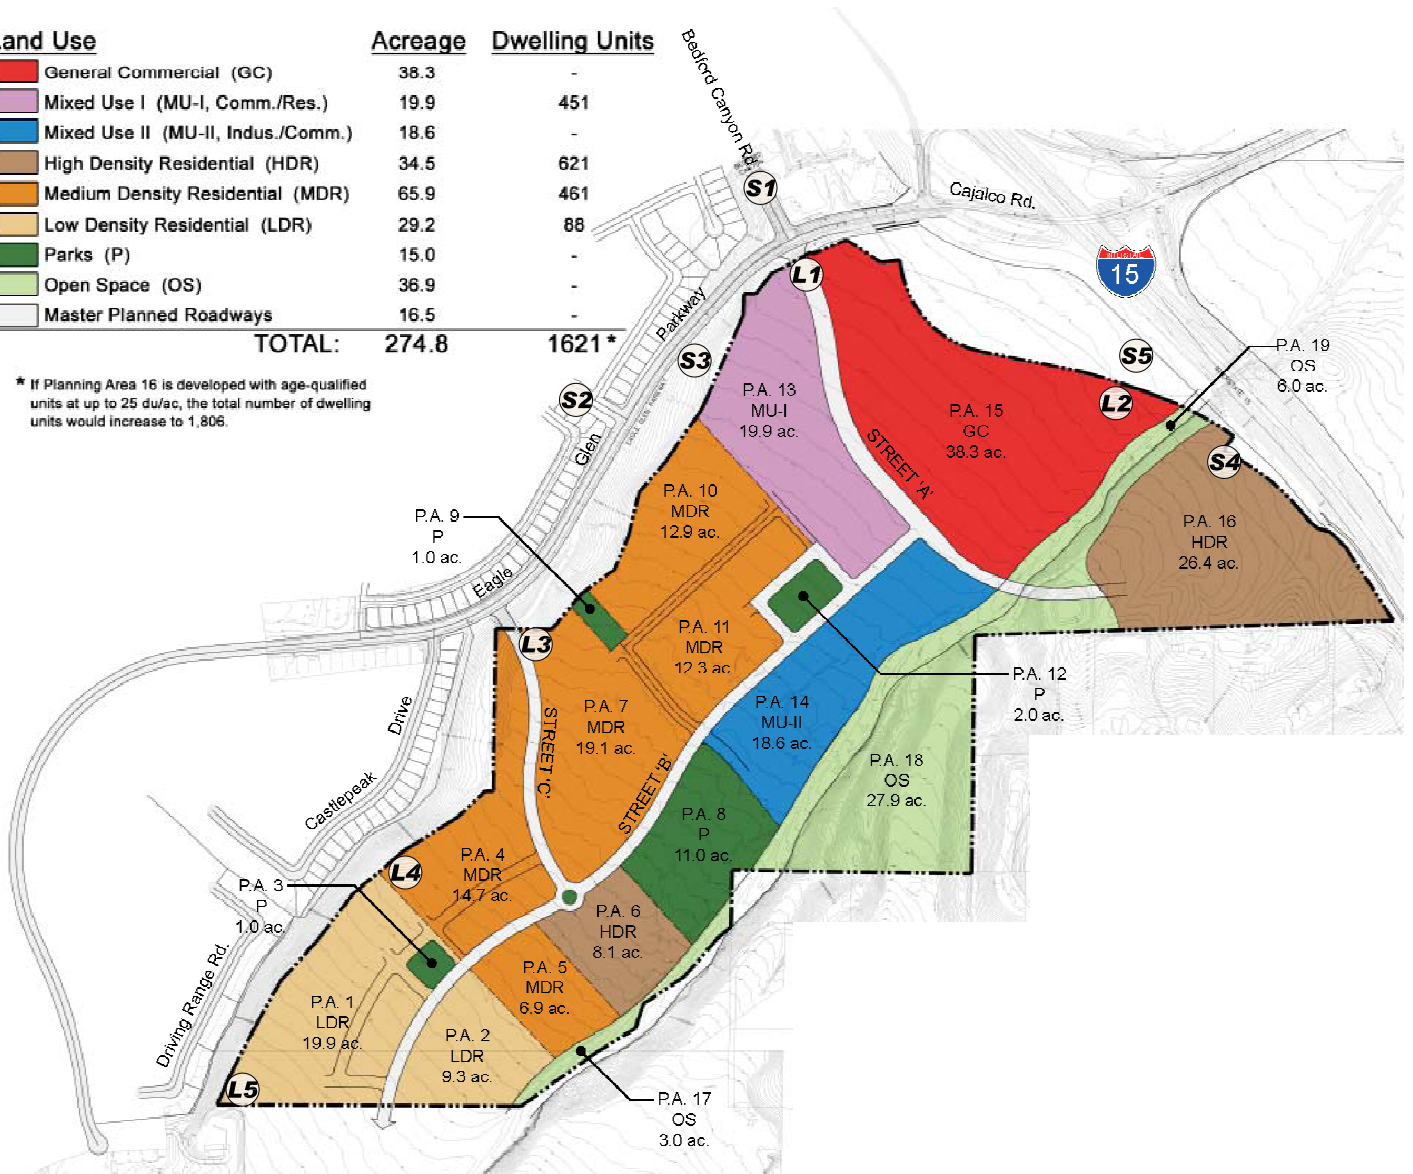 Land Use Acreage Dwelling Units
General Commercial (GC) 38.3 -
Mixed Use I (MU-I, Comm./Res.) 19.9 451
Mixed Use II (MU-II, Indus./Comm.) 18.6 -
High Density Residential (HDR) 34.5 621
Medium Density Residential (MDR) 65.9 461
Low Density Residential (LDR) 29.2 88
Parks (P) 15.0 -
Open Space (OS) 36.9 -
Master Planned Roadways 16.5 -
TOTAL: 274.8 1621*
* If Planning Area 16 is developed with age-qualified
units at up to 25 du/ac, the total number of dwelling
units would increase to 1,806.
Bedford Canyon Rd.
S1
Cajalco Rd.
L1
15
Parkway
S3
S5
P.A. 19
OS
6.0 ac.
S2
L2
P.A. 13
MU-I
19.9 ac.
P.A. 15
GC
38.3 ac.
STREET 'A'
Glen
S4
P.A. 10
MDR
12.9 ac.
P.A. 9
P
1.0 ac.
P.A. 16
HDR
26.4 ac.
Eagle
L3
P.A. 11
MDR
12.3 ac.
P.A. 12
P
2.0 ac.
P.A. 7
MDR
19.1 ac.
P.A. 14
MU-II
18.6 ac.
Drive
STREET 'C'
STREET 'B'
P.A. 18
OS
27.9 ac.
Castlepeak
P.A. 8
P
11.0 ac.
L4
P.A. 4
MDR
14.7 ac.
P.A. 3
P
1.0 ac.
P.A. 6
HDR
8.1 ac.
Driving Range Rd.
P.A. 5
MDR
6.9 ac.
P.A. 1
LDR
19.9 ac.
P.A. 2
LDR
9.3 ac.
L5
P.A. 17
OS
3.0 ac.